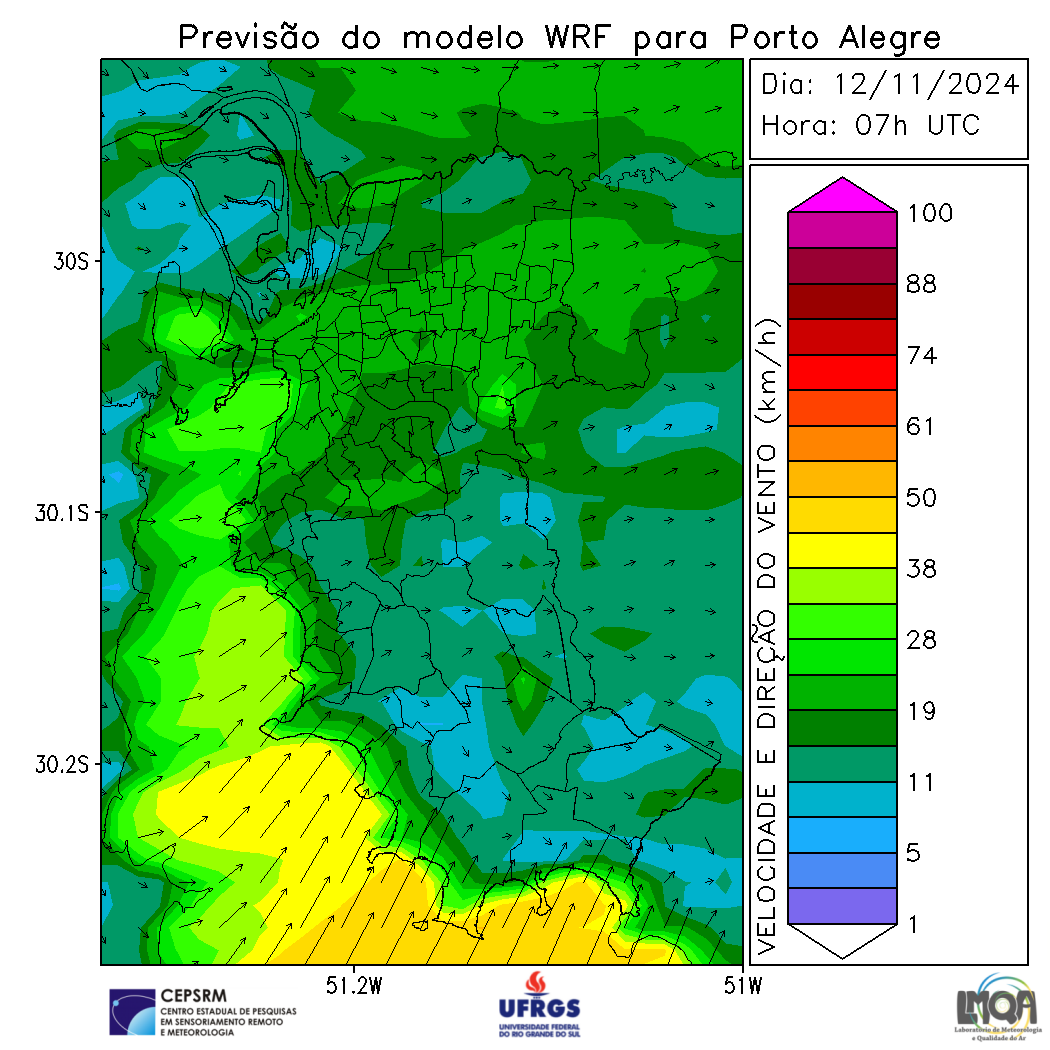 Previsão do modelo WRF para Porto Alegre
Dia: 12/11/2024
Hora: 07h UTC
30S
30.1S
30.2S
51.2W
51W
VELOCIDADE E DIREÇÃO DO VENTO (km/h)
100
88
74
61
50
38
28
19
11
5
1
CEPSRM
CENTRO ESTADUAL DE PESQUISAS
EM SENSORIAMENTO REMOTO
E METEOROLOGIA
UFRGS
UNIVERSIDADE FEDERAL
DO RIO GRANDE DO SUL
LMQA
Laboratório de Meteorologia
e Qualidade do Ar